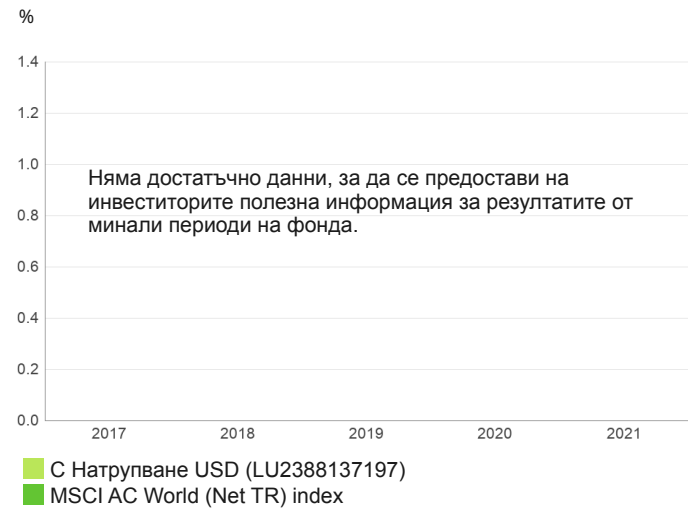 %
1.4
1.2
1.0
Няма достатъчно данни, за да се предостави на
инвеститорите полезна информация за резултатите от
0.8
минали периоди на фонда.
0.6
0.4
0.2
0.0
2017 2018 2019 2020 2021
С Натрупване USD (LU2388137197)
MSCI AC World (Net TR) index